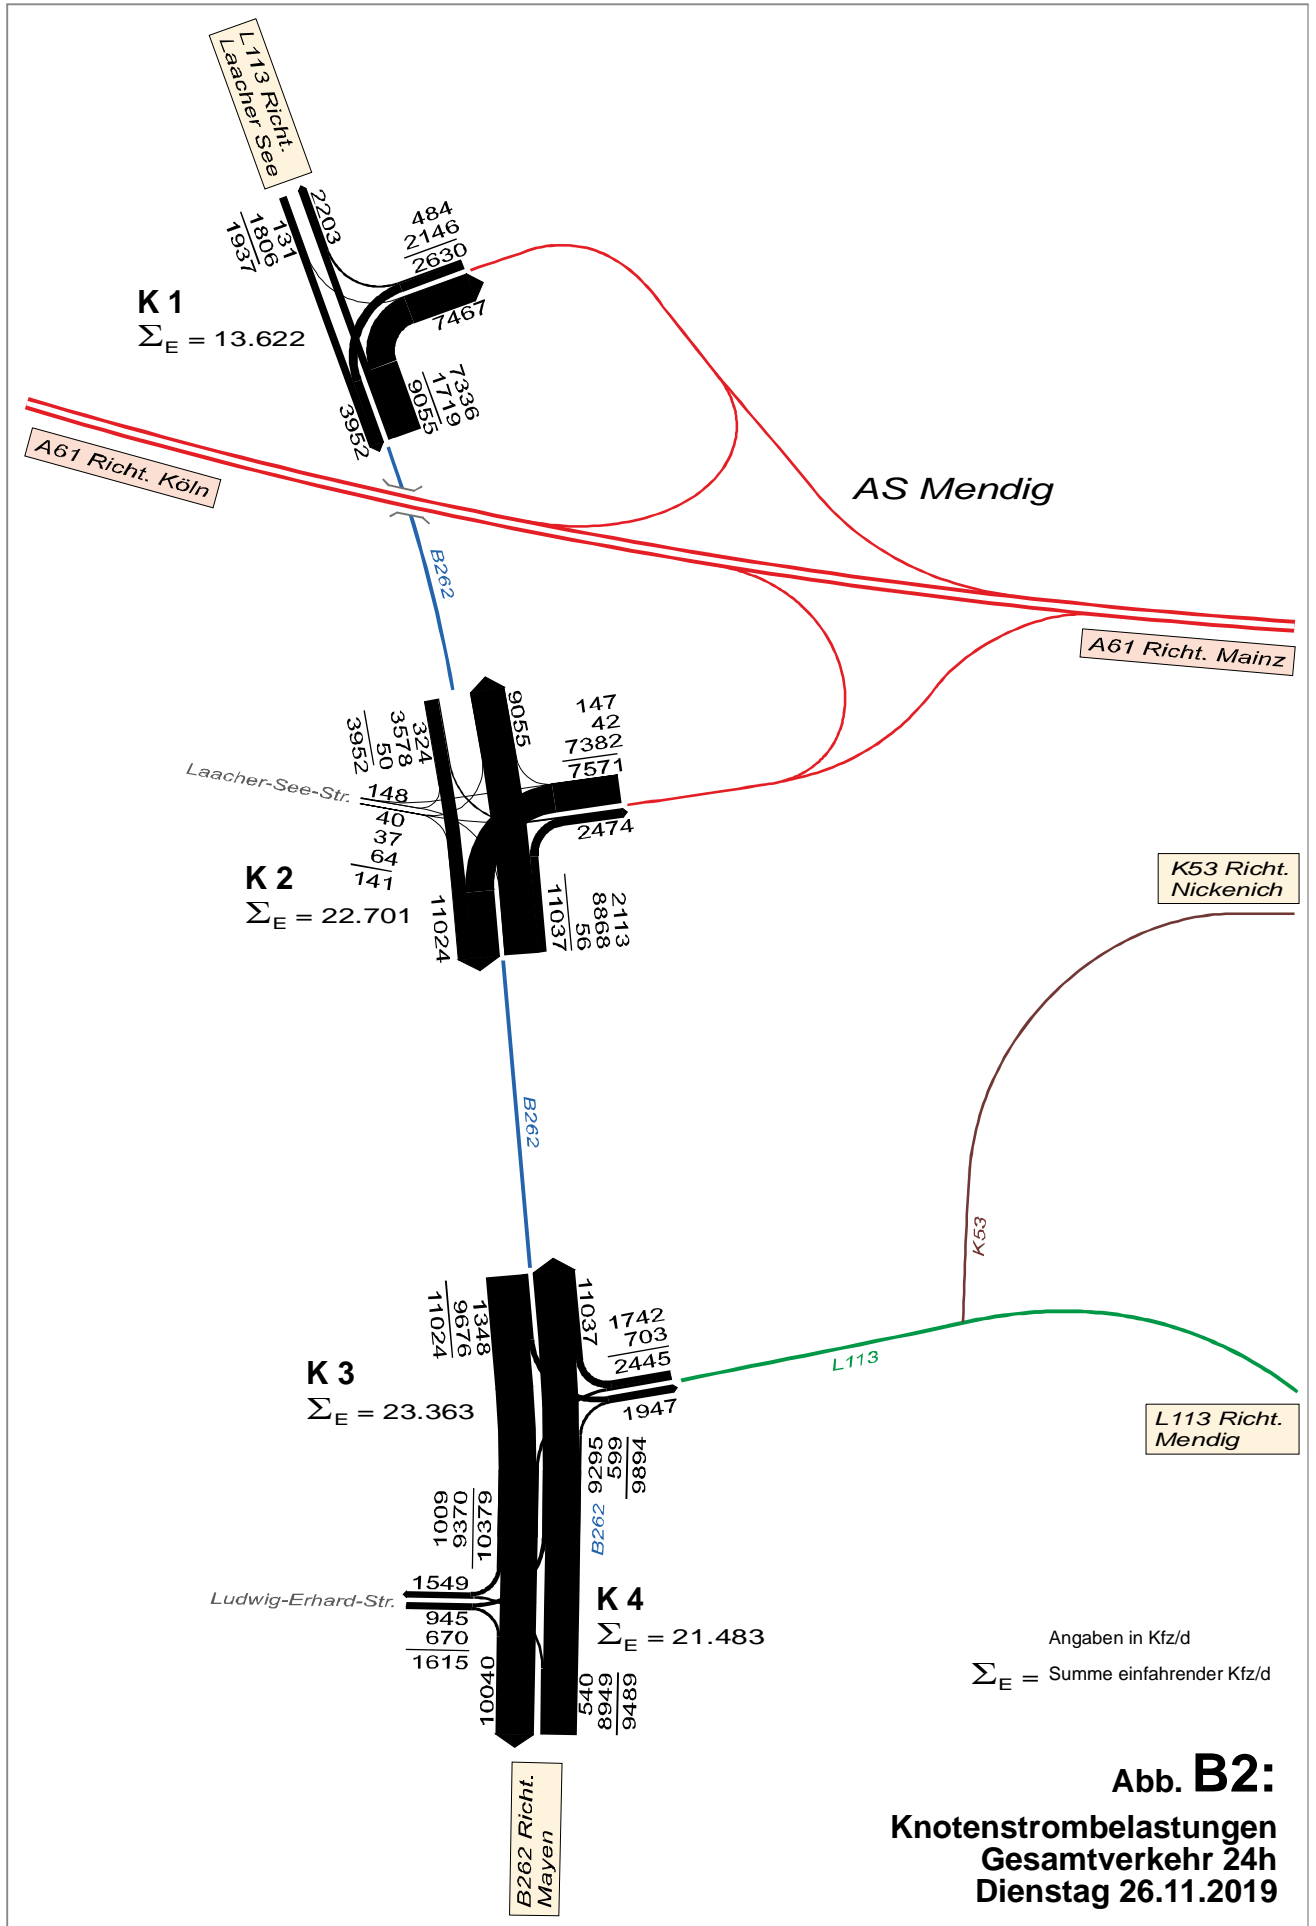 L113 Richt.
Laacher See
2203
131
1806
1937
484
2146
2630
7467
K 1
ΣE = 13.622
7336
1719
9055
3952
A61 Richt. Köln
AS Mendig
B262
A61 Richt. Mainz
9055
147
42
7382
7571
324
3578
50
3952
Laacher-See-Str.
148
40
37
64
141
2474
K 2
ΣE = 22.701
11024
2113
8868
56
11037
K53 Richt.
Nickenich
B262
K53
11037
1348
9676
11024
1742
703
2445
1947
L113
K 3
ΣE = 23.363
L113 Richt.
Mendig
9295
599
9894
1009
9370
10379
B262
1549
Ludwig-Erhard-Str.
945
670
1615
K 4
ΣE = 21.483
10040
540
8949
9489
Angaben in Kfz/d
ΣE = Summe einfahrender Kfz/d
B262 Richt.
Mayen
Abb. B2:
Knotenstrombelastungen
Gesamtverkehr 24h
Dienstag 26.11.2019